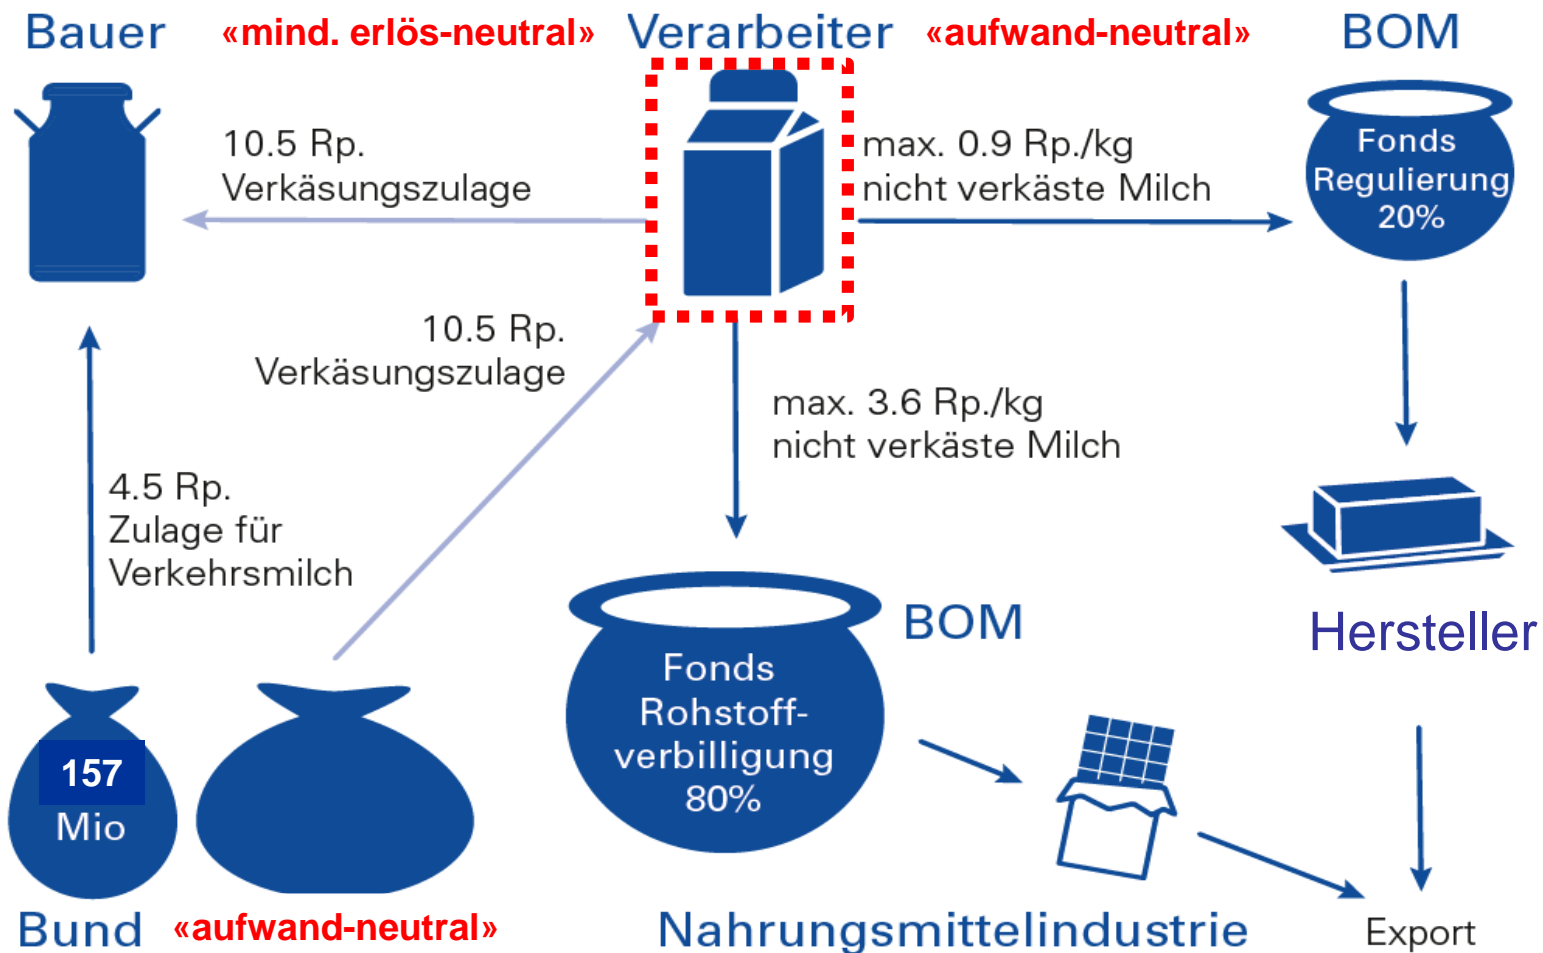 Bauer
«mind. erlös-neutral»
Verarbeiter
«aufwand-neutral»
BOM
10.5 Rp.
Verkäsungszulage
max. 0.9 Rp./kg
nicht verkäste Milch
Fonds
Regulierung
20%
10.5 Rp.
Verkäsungszulage
max. 3.6 Rp./kg
nicht verkäste Milch
4.5 Rp.
Zulage für
Verkehrsmilch
BOM
Hersteller
Fonds
Rohstoff-
verbilligung
80%
157
Mio
Bund
«aufwand-neutral»
Nahrungsmittelindustrie
Export